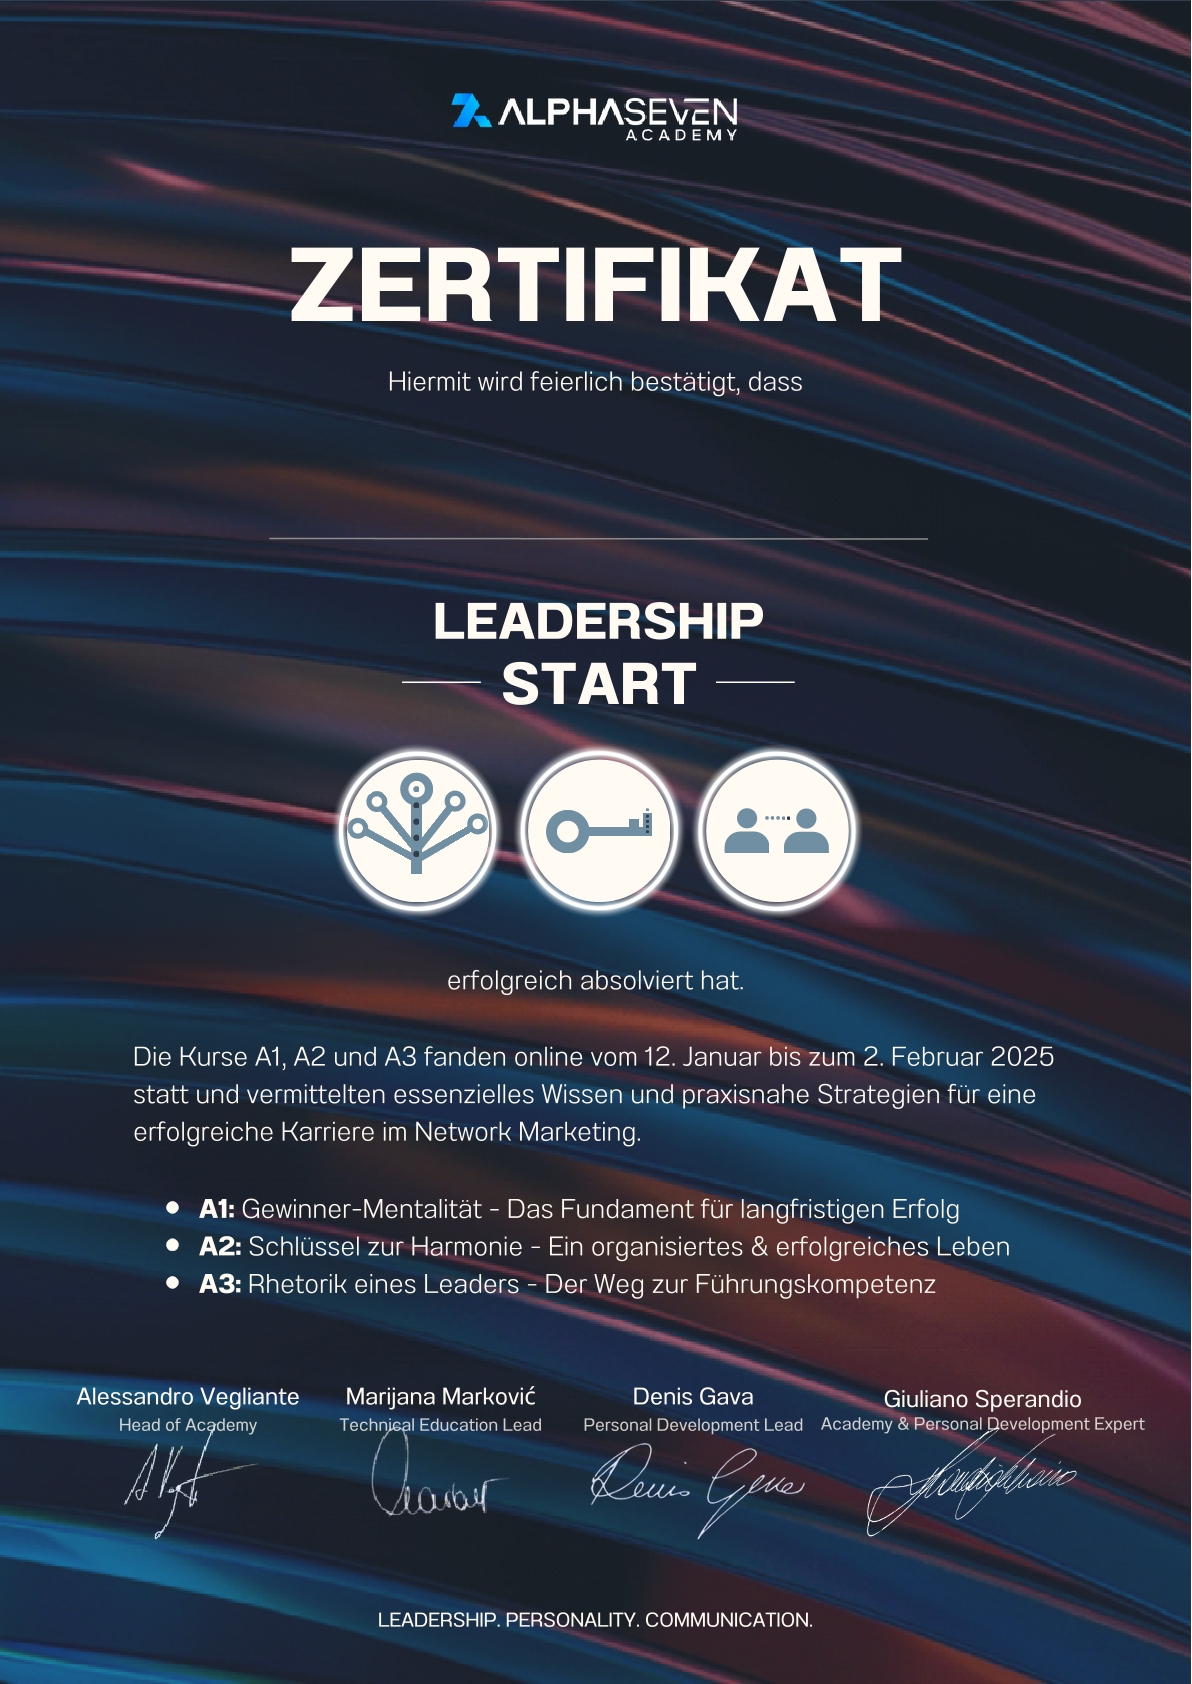 ALPHASEVEN
ACADEMY
ZERTIFIKAT
Hiermit wird feierlich bestätigt, dass
LEADERSHIP
START
erfolgreich absolviert hat.
Die Kurse A1, A2 und A3 fanden online vom 12. Januar bis zum 2. Februar 2025
statt und vermittelten essenzielles Wissen und praxisnahe Strategien für eine
erfolgreiche Karriere im Network Marketing.
• A1: Gewinner-Mentalität - Das Fundament für langfristigen Erfolg
• A2: Schlüssel zur Harmonie - Ein organisiertes & erfolgreiches Leben
• A3: Rhetorik eines Leaders - Der Weg zur Führungskompetenz
Alessandro Vegliante
Head of Academy
Marijana Marković
Technical Education Lead
Denis Gava
Personal Development Lead
Giuliano Sperandio
Academy & Personal Development Expert
Denis Gava
LEADERSHIP. PERSONALITY. COMMUNICATION.